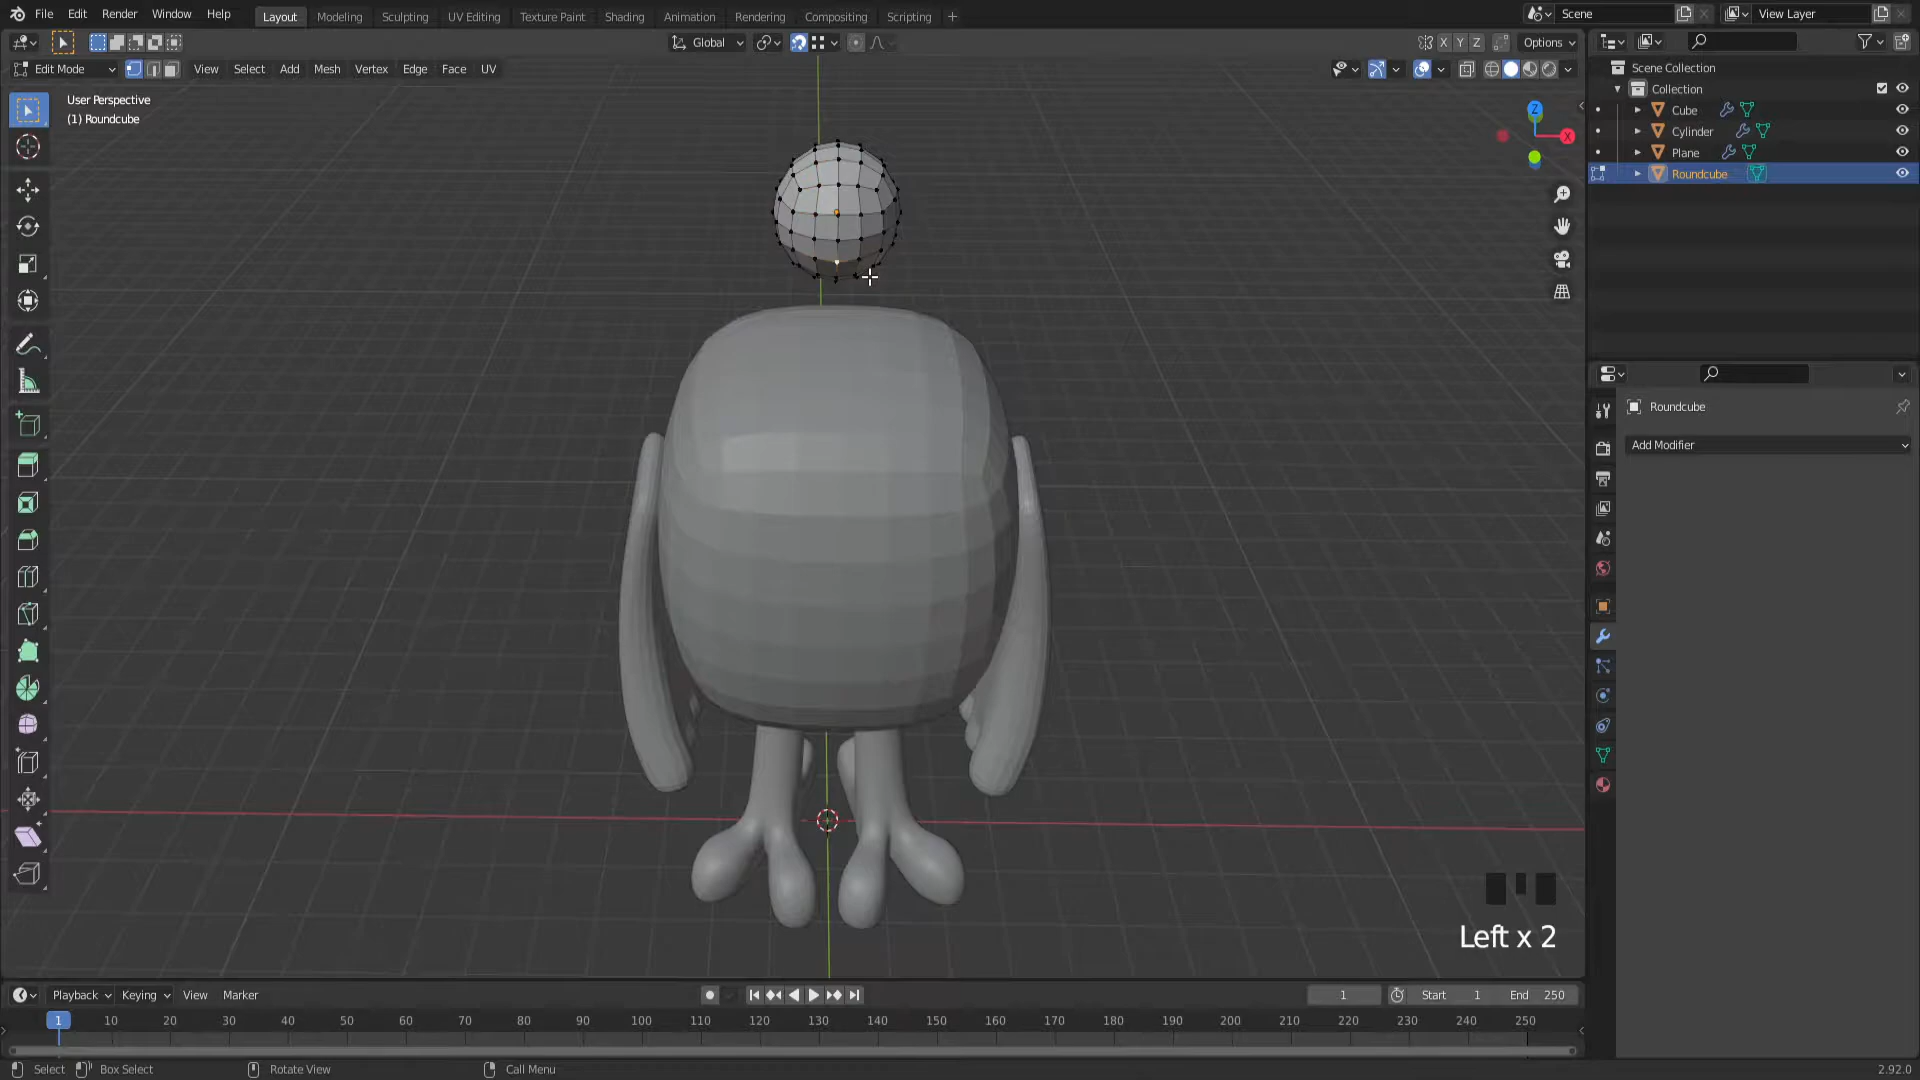 File Edit Render Window Help Layout Modeling Sculpting UV Editing Texture Paint Shading Animation Rendering Compositing Scripting + Scene View Layer
Global X Y Z Options
Edit Mode View Select Add Mesh Vertex Edge Face UV
User Perspective
(1) Roundcube
Z
X
Scene Collection
Collection
Cube
Cylinder
Plane
Roundcube
Roundcube
Add Modifier
Left x 2
Playback Keying View Marker 1 Start 1 End 250
1 10 20 30 40 50 60 70 80 90 100 110 120 130 140 150 160 170 180 190 200 210 220 230 240 250
Select Box Select Rotate View Call Menu 2.92.0